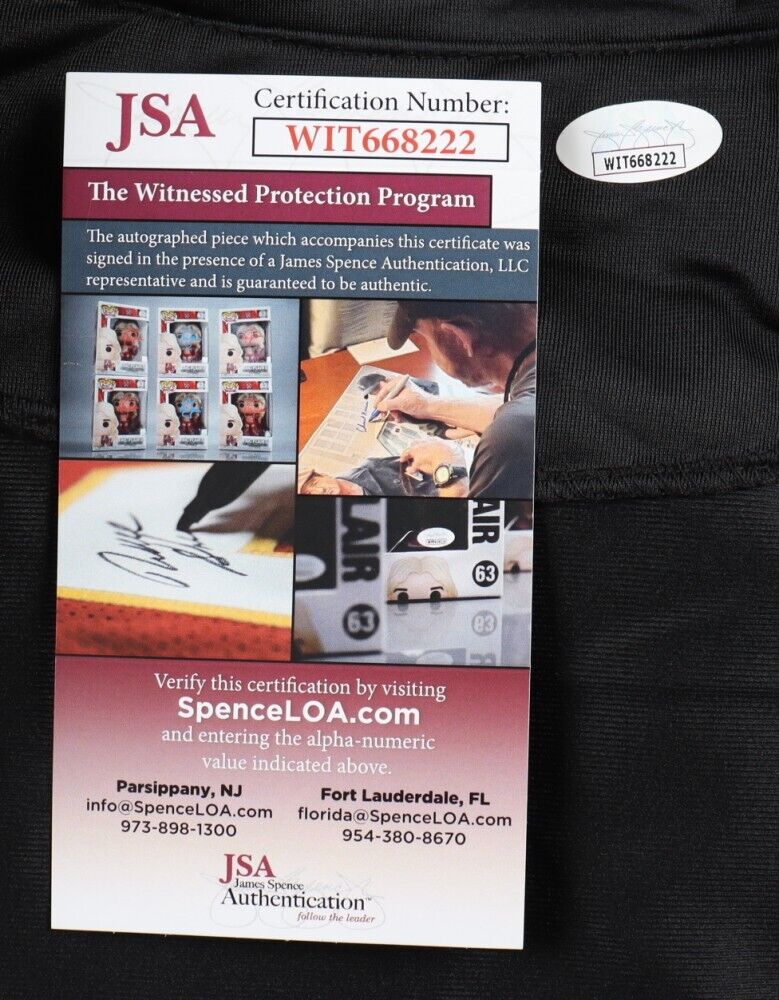 JSA
Certification Number:
WIT668222
WIT668222
The Witnessed Protection Program
The autographed piece which accompanies this certificate was
signed in the presence of a James Spence Authentication, LLC
representative and is guaranteed to be authentic.
LAIR
63
AIR
63
63
Verify this certification by visiting
SpenceLOA.com
and entering the alpha-numeric
value indicated above.
Parsippany, NJ
info@SpenceLOA.com
973-898-1300
Fort Lauderdale, FL
florida@SpenceLOA.com
954-380-8670
JSA
James Spence
Authentication™
follow the leader